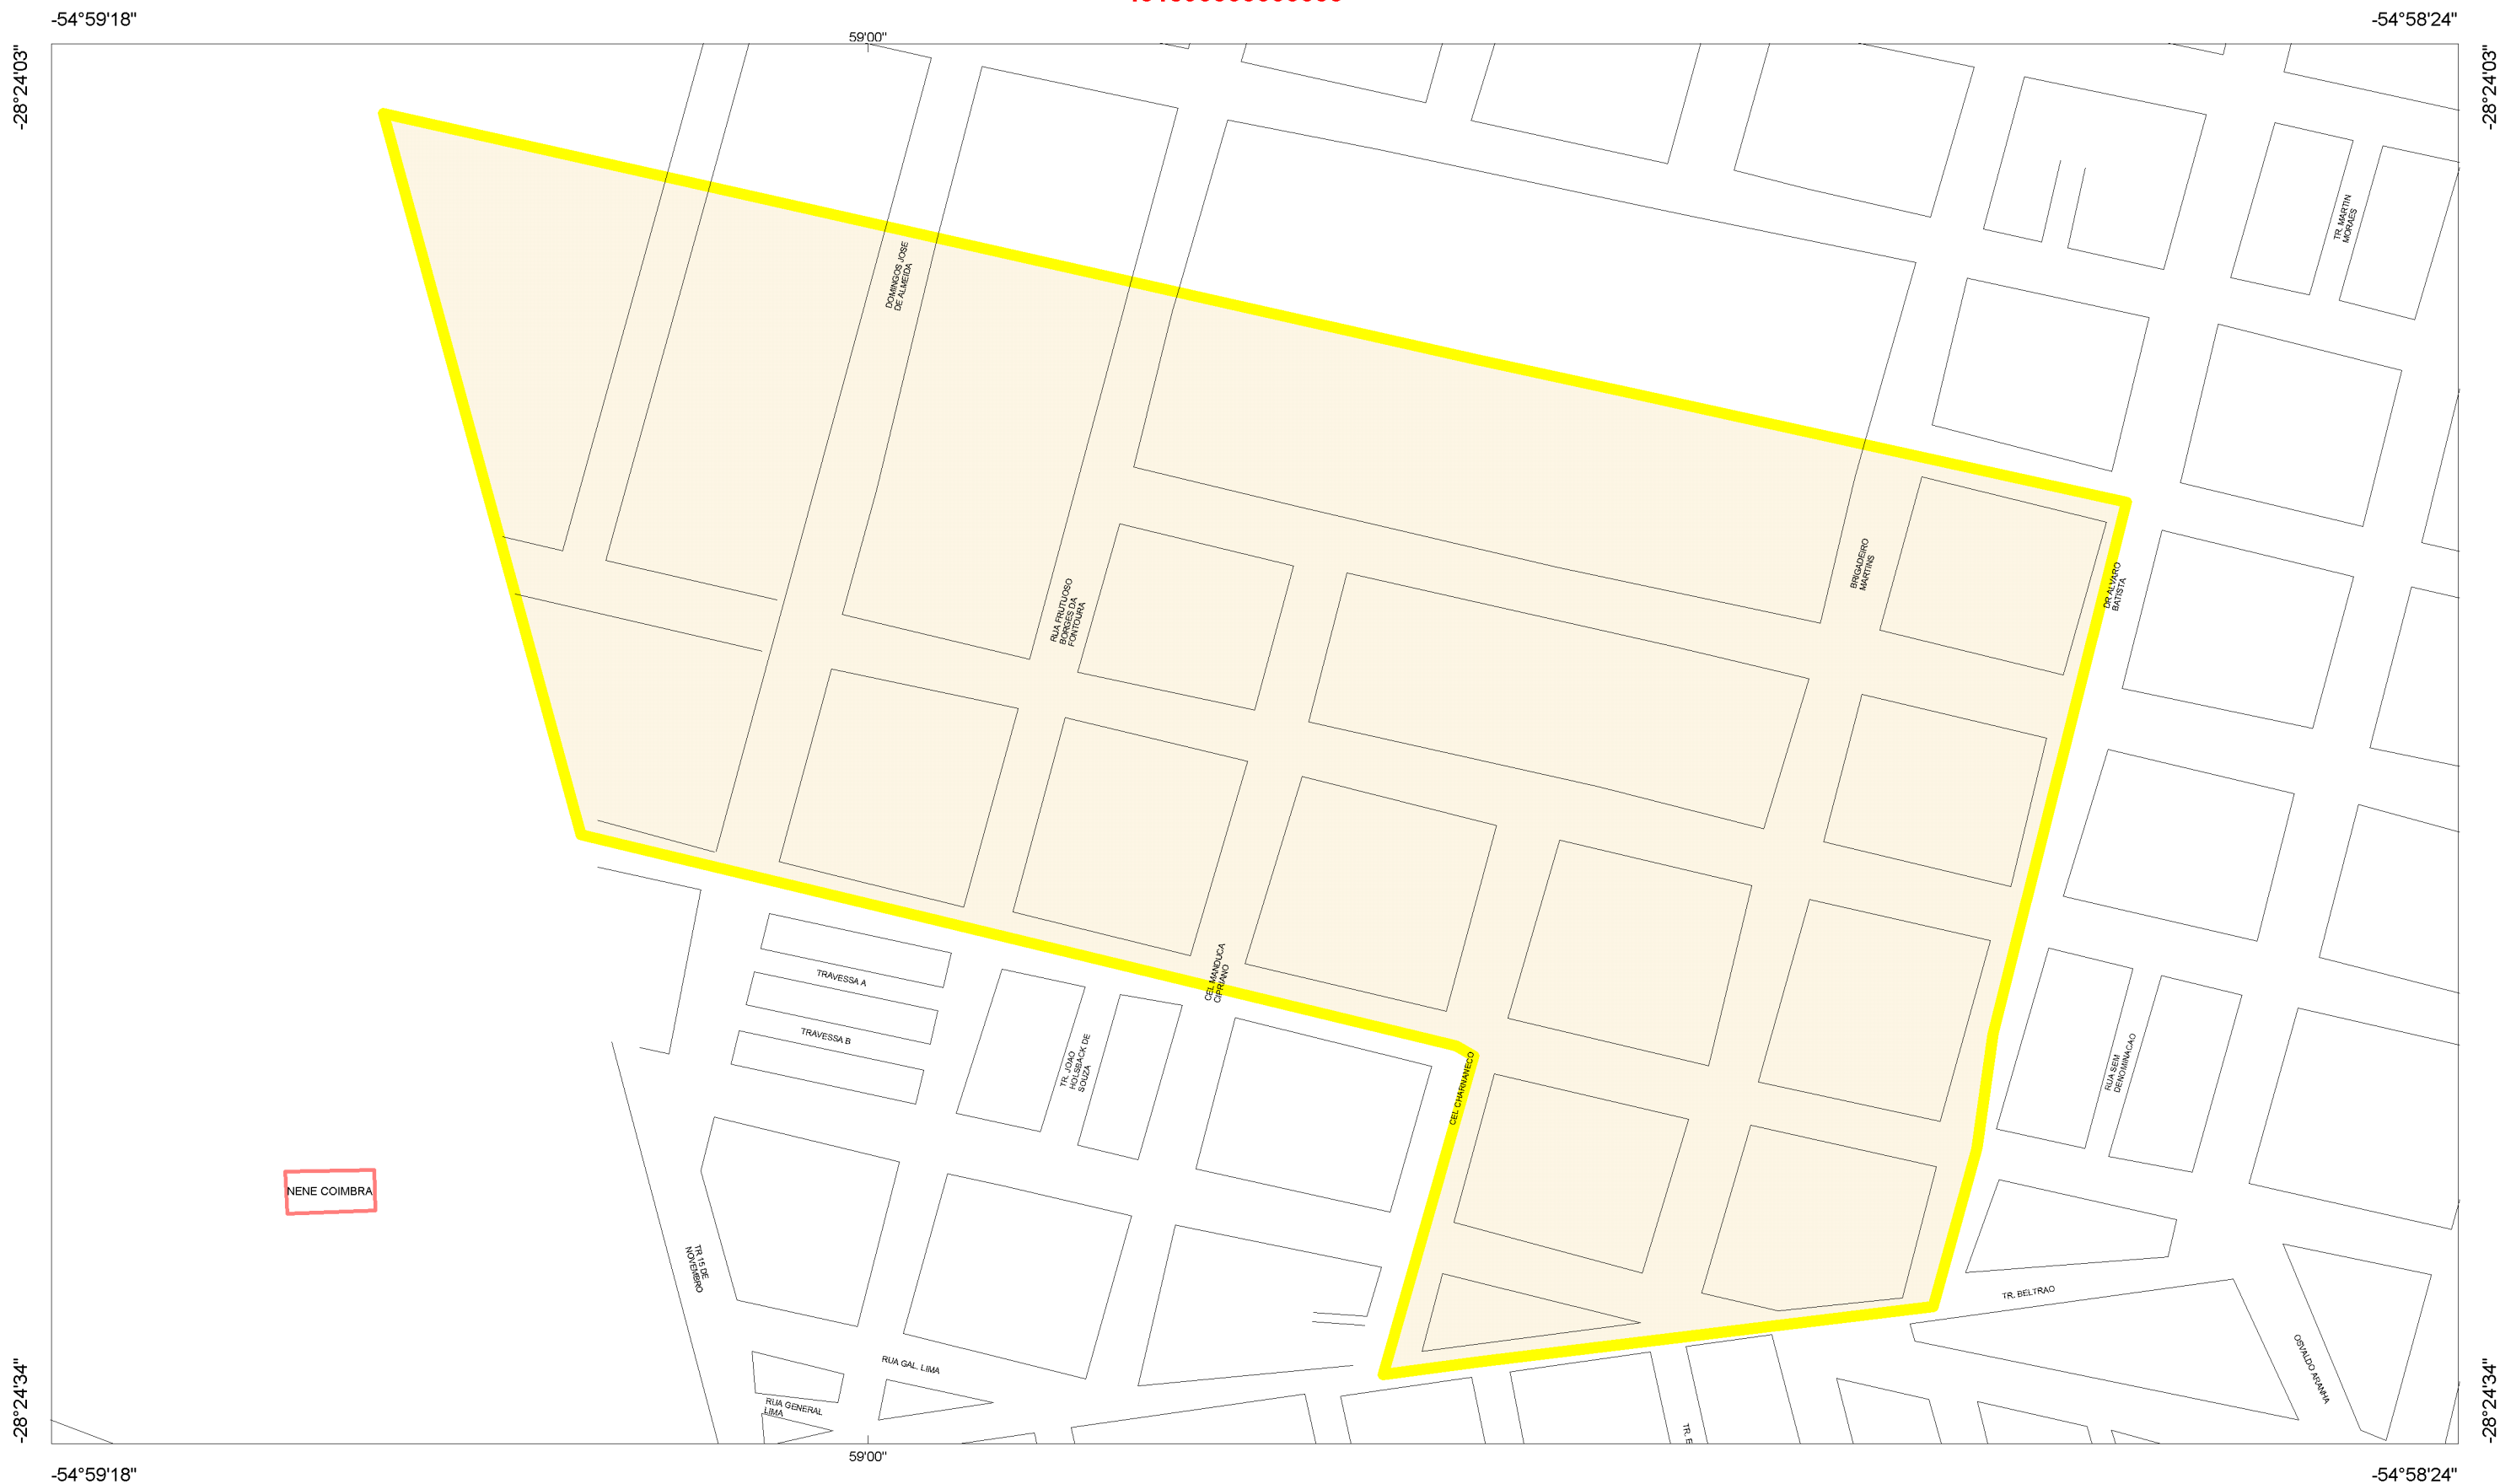 -54°59'18"
-54°58'24"
59'00"
-28°24'03"
-28°24'03"
TR. MARTIN
MORAES
DOMINGOS JOSE
DE ALMEIDA
BRIGADEIRO
MARTINS
DR ALVARO
BATISTA
RUA FRUTUOSO
BORGES DA
FONTOURA
CEL MANDUCA
CIPRIANO
TRAVESSA A
TRAVESSA B
TR. JOAO
HOLSBACK DE
SOUZA
CEL CHARNANECO
RUA SEM
DENOMINACAO
NENE COIMBRA
TR 15 DE
NOVEMBRO
TR. BELTRAO
OSVALDO ARANHA
RUA GAL. LIMA
RUA GENERAL
LIMA
TR. E
-28°24'34"
-28°24'34"
59'00"
-54°59'18"
-54°58'24"